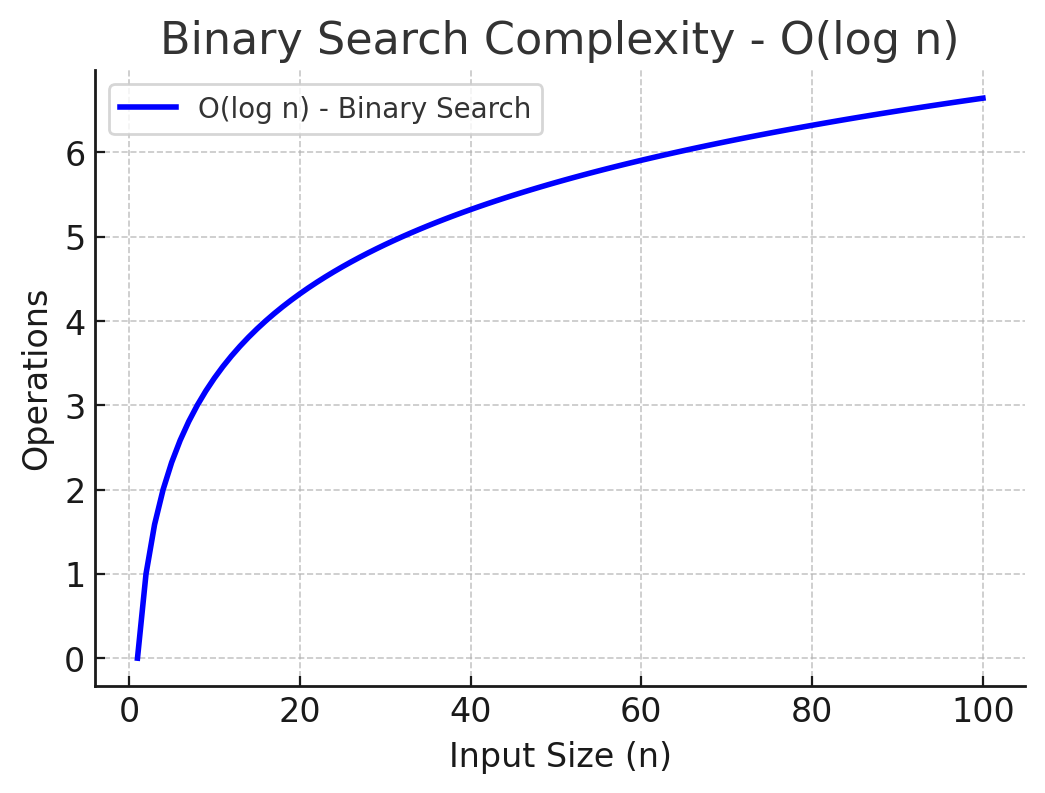 Binary Search Complexity - O(log n)
O(log n) - Binary Search
Operations
6
5
4
3
2
1
0
0 20 40 60 80 100
Input Size (n)